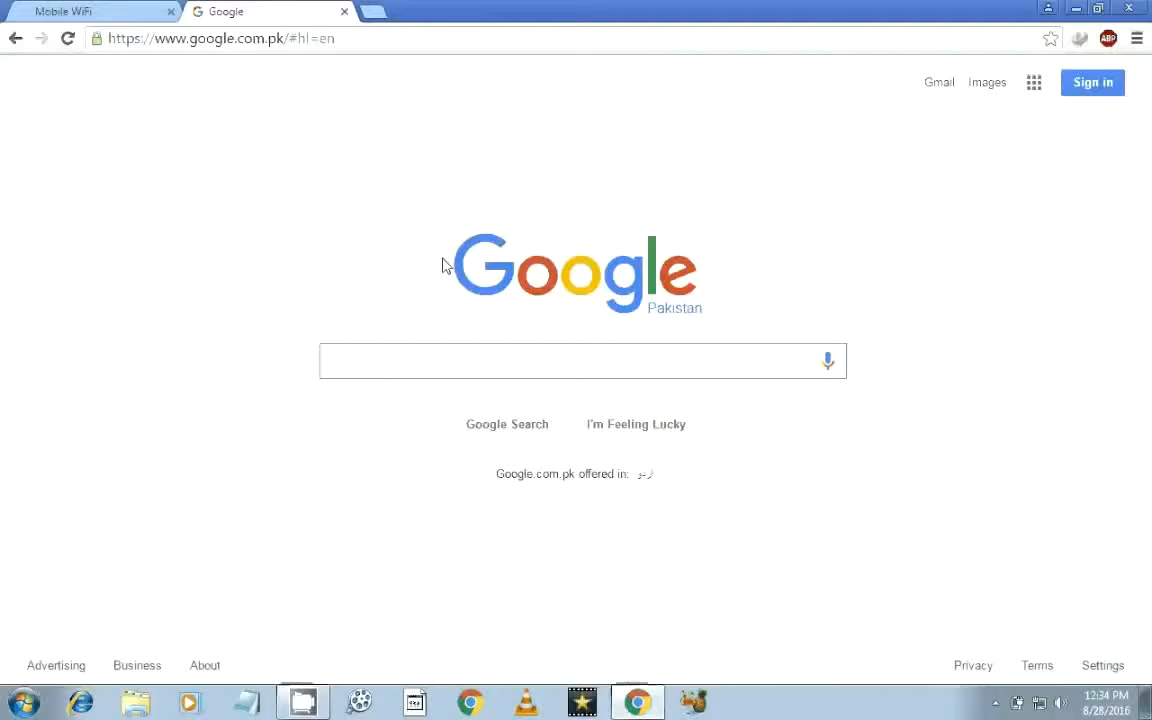 Mobile WiFi
Google
https://www.google.com.pk/#hl=en
ABP
Gmail Images Sign in
Google
Pakistan
Google Search I'm Feeling Lucky
Google.com.pk offered in: اردو
Advertising Business About
Privacy Terms Settings
12:34 PM
8/28/2016